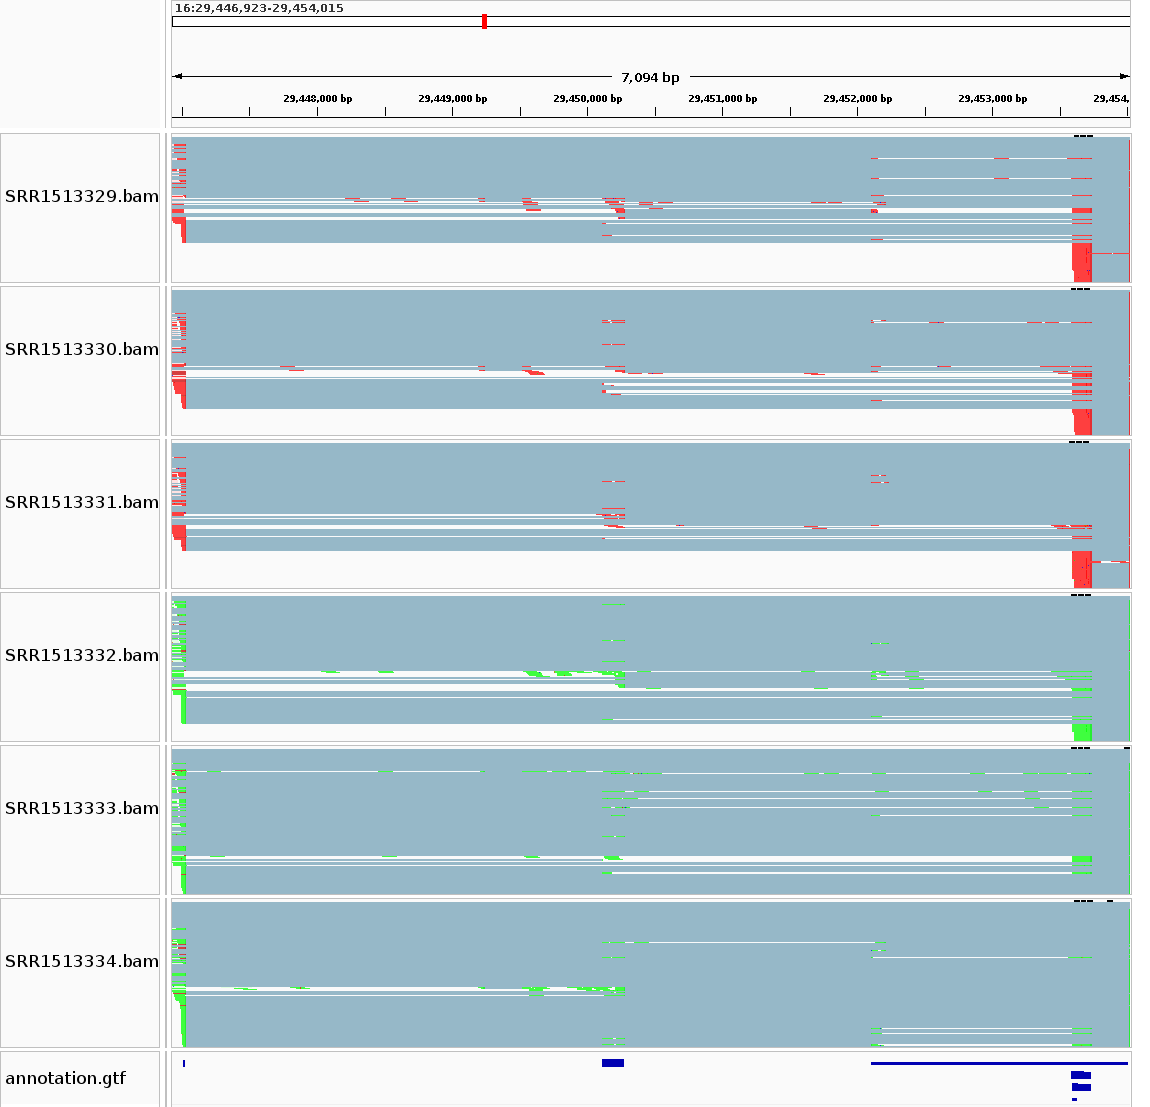 16:29,446,923-29,454,015
7,094 bp
29,448,000 bp 29,449,000 bp 29,450,000 bp 29,451,000 bp 29,452,000 bp 29,453,000 bp 29,454,
SRR1513329.bam
SRR1513330.bam
SRR1513331.bam
SRR1513332.bam
SRR1513333.bam
SRR1513334.bam
annotation.gtf